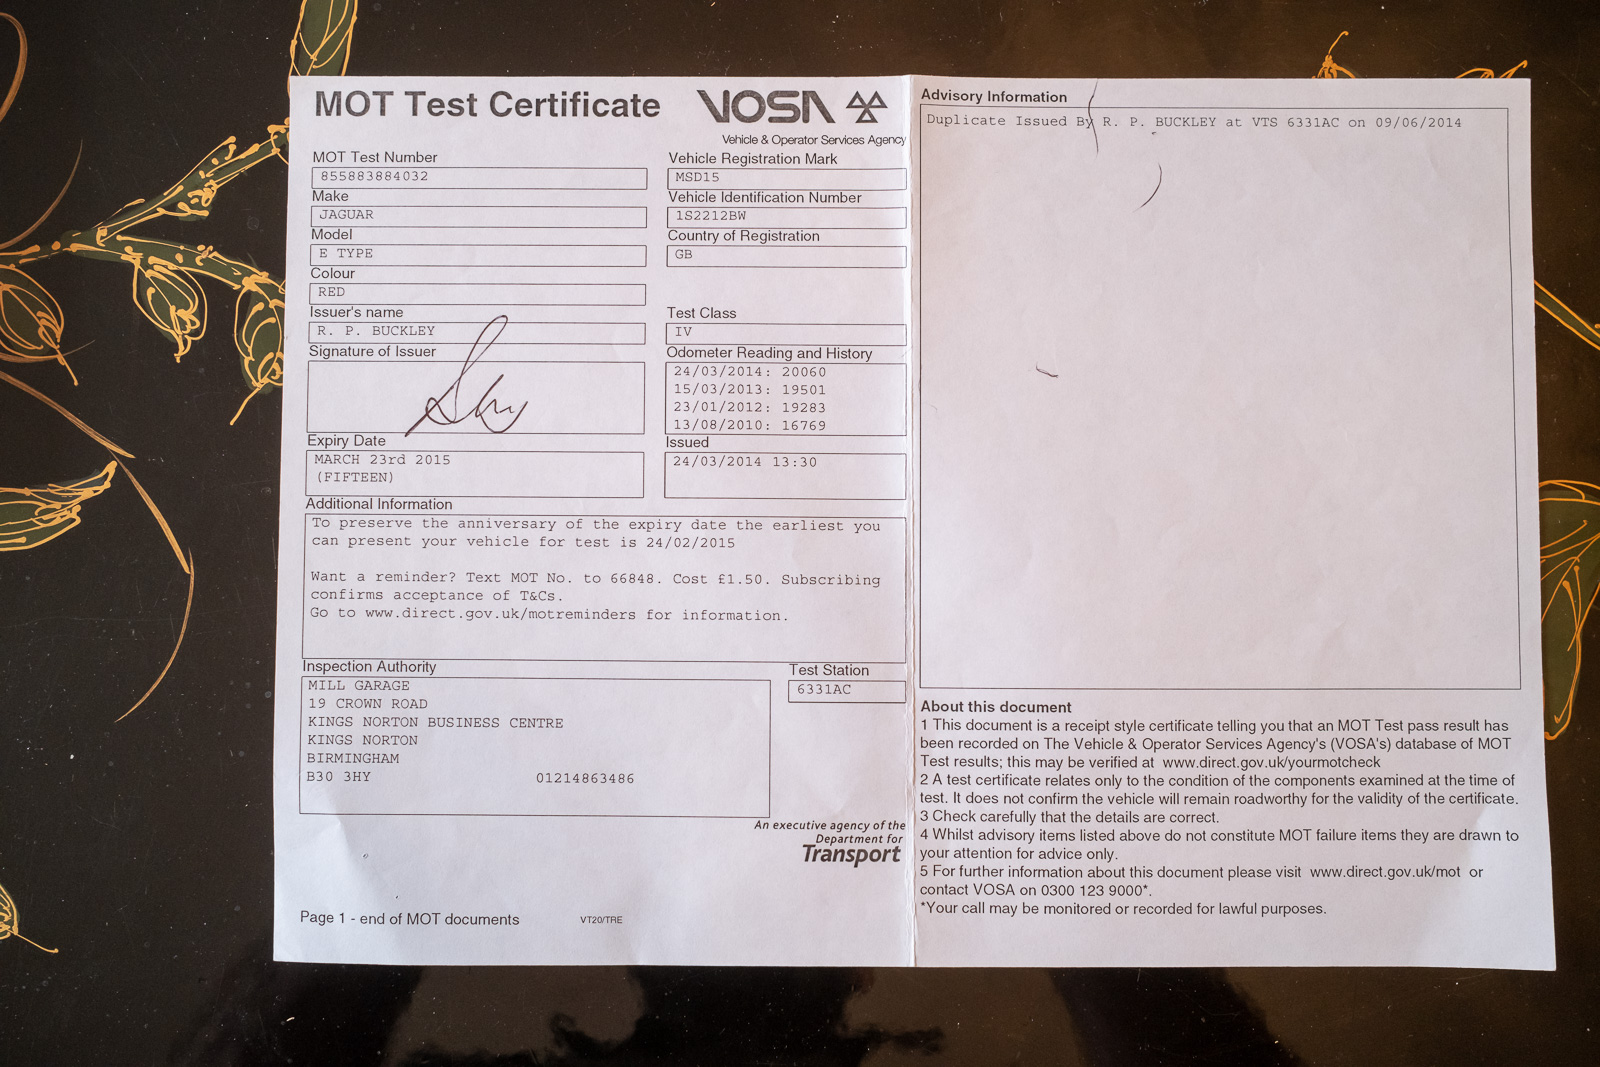 MOT Test Certificate
VOSA
Vehicle & Operator Services Agency
MOT Test Number
855883884032
Vehicle Registration Mark
MSD15
Make
JAGUAR
Vehicle Identification Number
1S2212BW
Model
E TYPE
Country of Registration
GB
Colour
RED
Issuer's name
R. P. BUCKLEY
Test Class
IV
Signature of Issuer
Odometer Reading and History
24/03/2014: 20060
15/03/2013: 19501
23/01/2012: 19283
13/08/2010: 16769
Expiry Date
MARCH 23rd 2015
(FIFTEEN)
Issued
24/03/2014 13:30
Additional Information
To preserve the anniversary of the expiry date the earliest you
can present your vehicle for test is 24/02/2015
Want a reminder? Text MOT No. to 66848. Cost £1.50. Subscribing
confirms acceptance of T&Cs.
Go to www.direct.gov.uk/motreminders for information.
Inspection Authority
MILL GARAGE
19 CROWN ROAD
KINGS NORTON BUSINESS CENTRE
KINGS NORTON
BIRMINGHAM
B30 3HY 01214863486
Test Station
6331AC
An executive agency of the
Department for
Transport
Page 1 - end of MOT documents VT20/TRE
Advisory Information
Duplicate Issued By R. P. BUCKLEY at VTS 6331AC on 09/06/2014
About this document
1 This document is a receipt style certificate telling you that an MOT Test pass result has
been recorded on The Vehicle & Operator Services Agency's (VOSA's) database of MOT
Test results; this may be verified at www.direct.gov.uk/yourmotcheck
2 A test certificate relates only to the condition of the components examined at the time of
test. It does not confirm the vehicle will remain roadworthy for the validity of the certificate.
3 Check carefully that the details are correct.
4 Whilst advisory items listed above do not constitute MOT failure items they are drawn to
your attention for advice only.
5 For further information about this document please visit www.direct.gov.uk/mot or
contact VOSA on 0300 123 9000*.
*Your call may be monitored or recorded for lawful purposes.